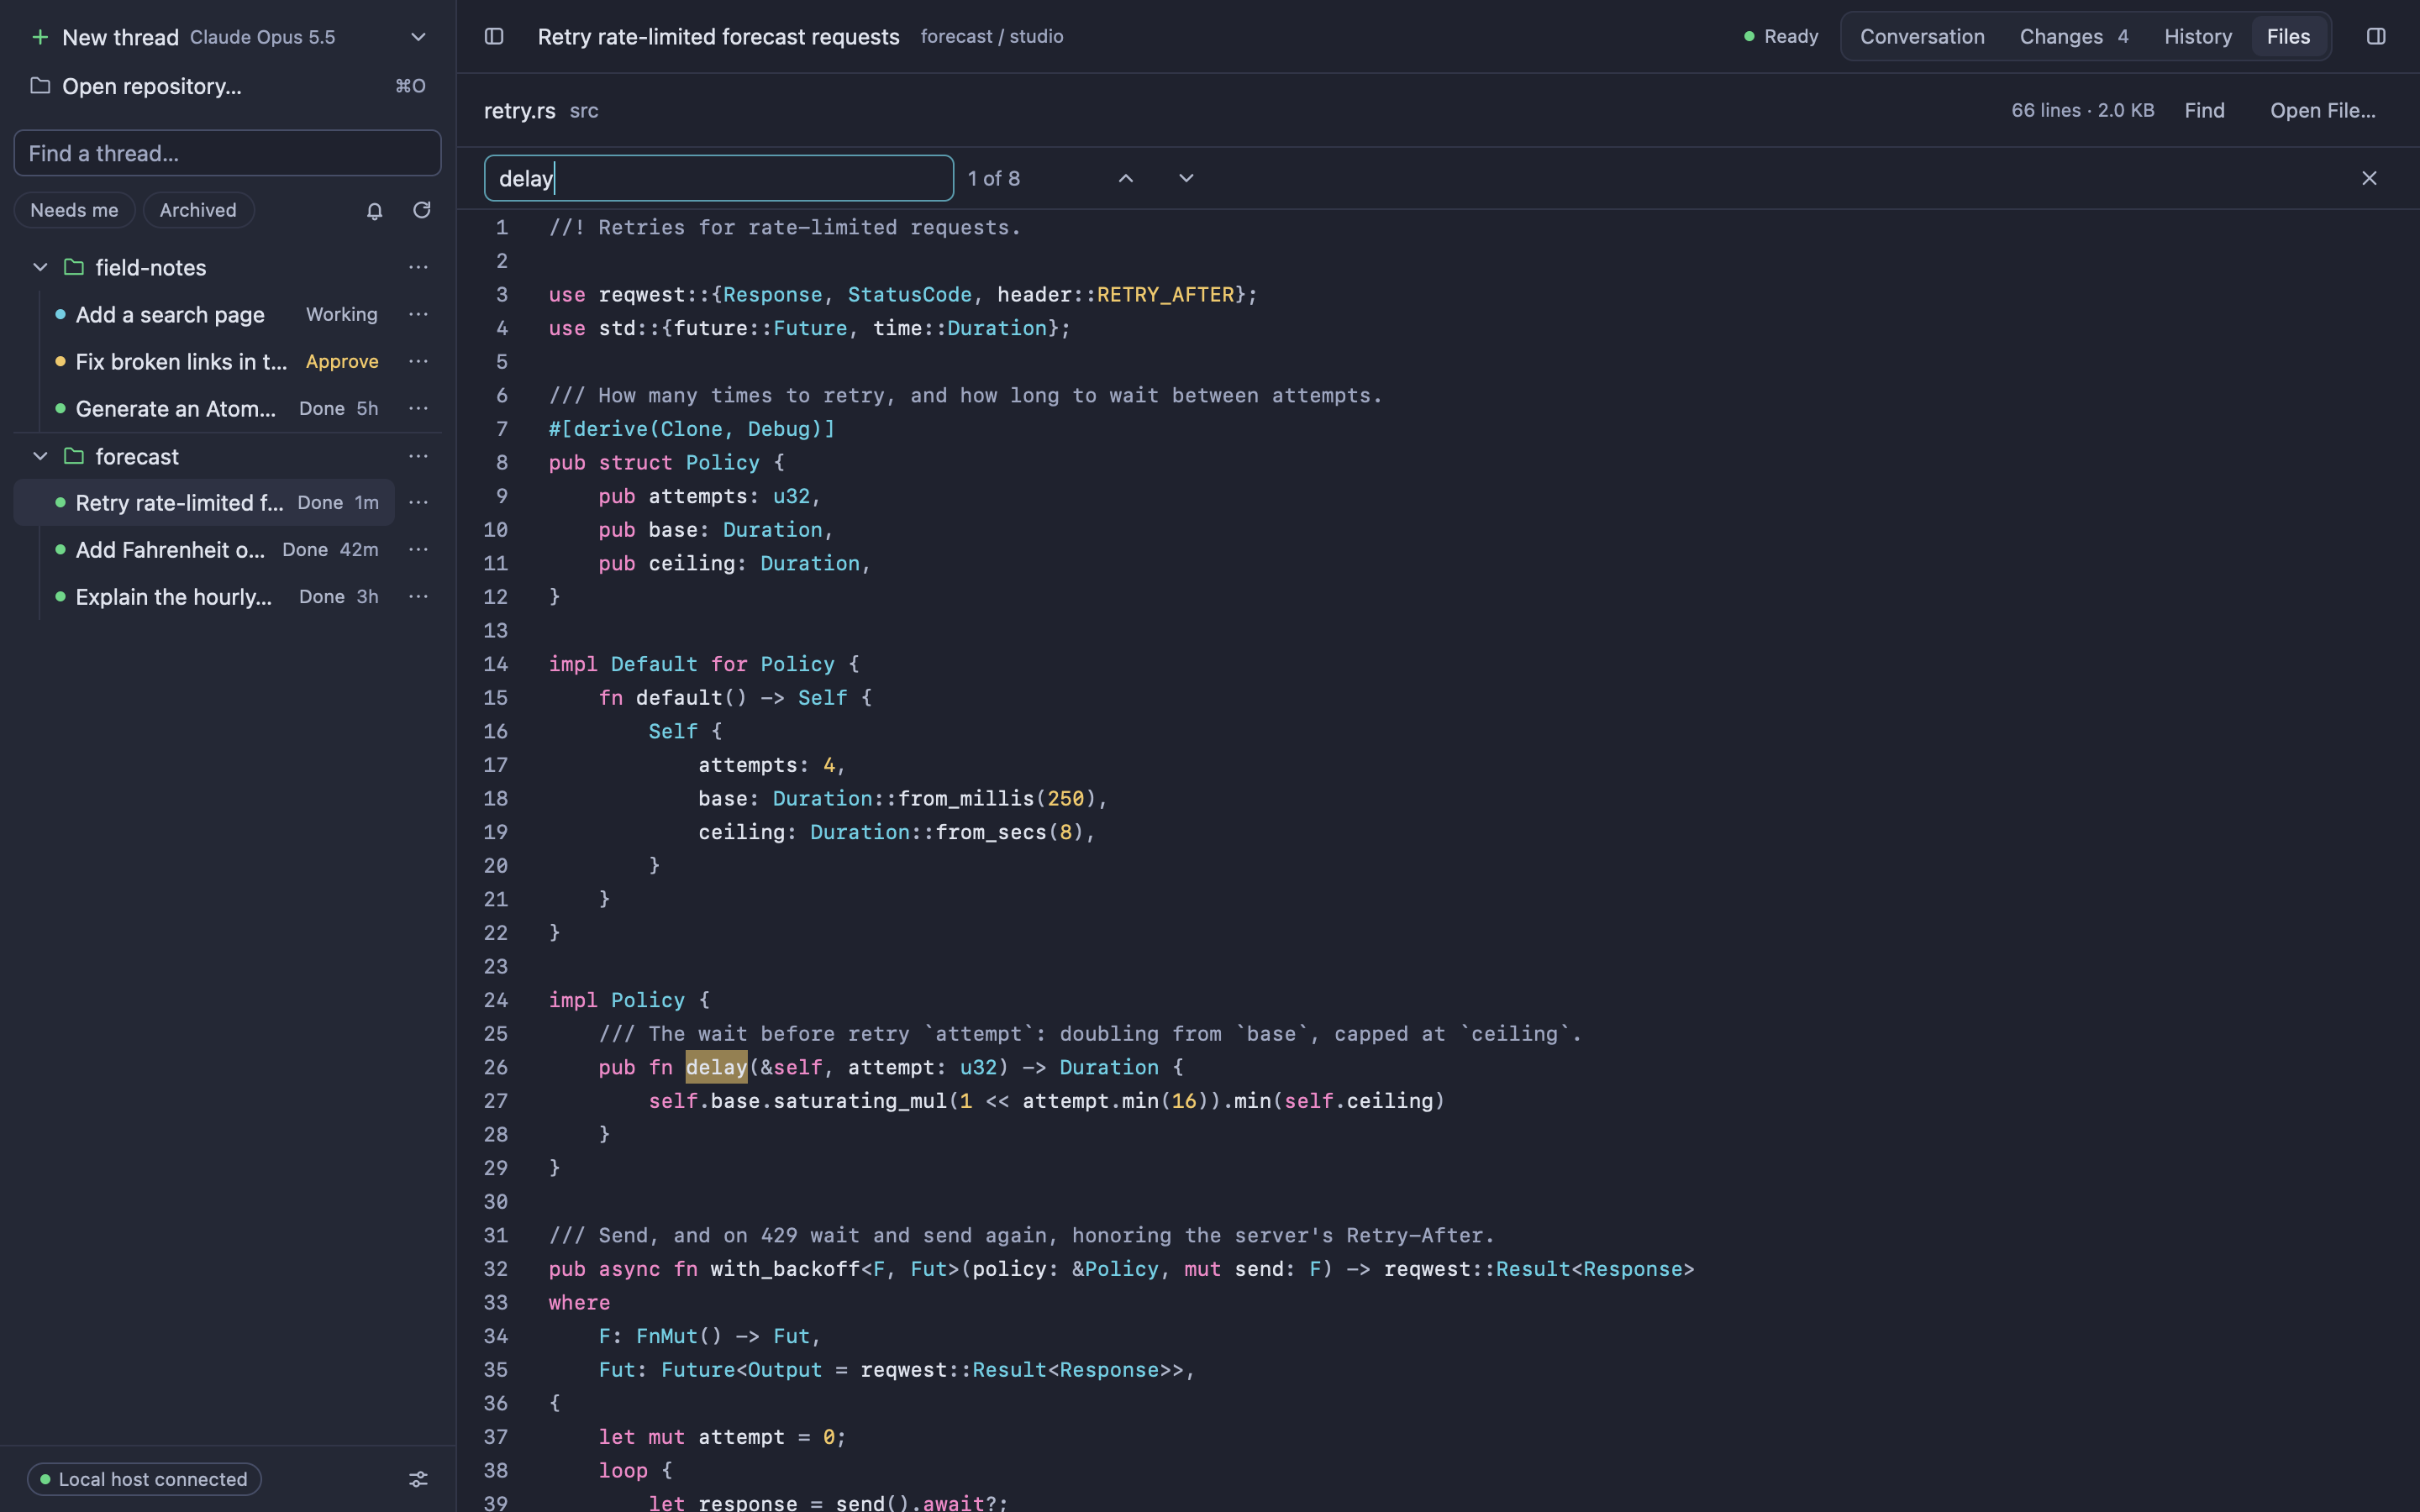 New thread Claude Opus 5.5
Open repository... ⌘O
Find a thread...
Needs me Archived
field-notes
Add a search page Working
Fix broken links in t... Approve
Generate an Atom... Done 5h
forecast
Retry rate-limited f... Done 1m
Add Fahrenheit o... Done 42m
Explain the hourly... Done 3h
Local host connected
Retry rate-limited forecast requests forecast / studio
Ready Conversation Changes 4 History Files
retry.rs src
66 lines · 2.0 KB Find Open File...
delay 1 of 8
1 //! Retries for rate-limited requests.
2
3 use reqwest::{Response, StatusCode, header::RETRY_AFTER};
4 use std::{future::Future, time::Duration};
5
6 /// How many times to retry, and how long to wait between attempts.
7 #[derive(Clone, Debug)]
8 pub struct Policy {
9     pub attempts: u32,
10     pub base: Duration,
11     pub ceiling: Duration,
12 }
13
14 impl Default for Policy {
15     fn default() -> Self {
16         Self {
17             attempts: 4,
18             base: Duration::from_millis(250),
19             ceiling: Duration::from_secs(8),
20         }
21     }
22 }
23
24 impl Policy {
25     /// The wait before retry `attempt`: doubling from `base`, capped at `ceiling`.
26     pub fn delay(&self, attempt: u32) -> Duration {
27         self.base.saturating_mul(1 << attempt.min(16)).min(self.ceiling)
28     }
29 }
30
31 /// Send, and on 429 wait and send again, honoring the server's Retry-After.
32 pub async fn with_backoff<F, Fut>(policy: &Policy, mut send: F) -> reqwest::Result<Response>
33 where
34     F: FnMut() -> Fut,
35     Fut: Future<Output = reqwest::Result<Response>>,
36 {
37     let mut attempt = 0;
38     loop {
39         let response = send().await?;